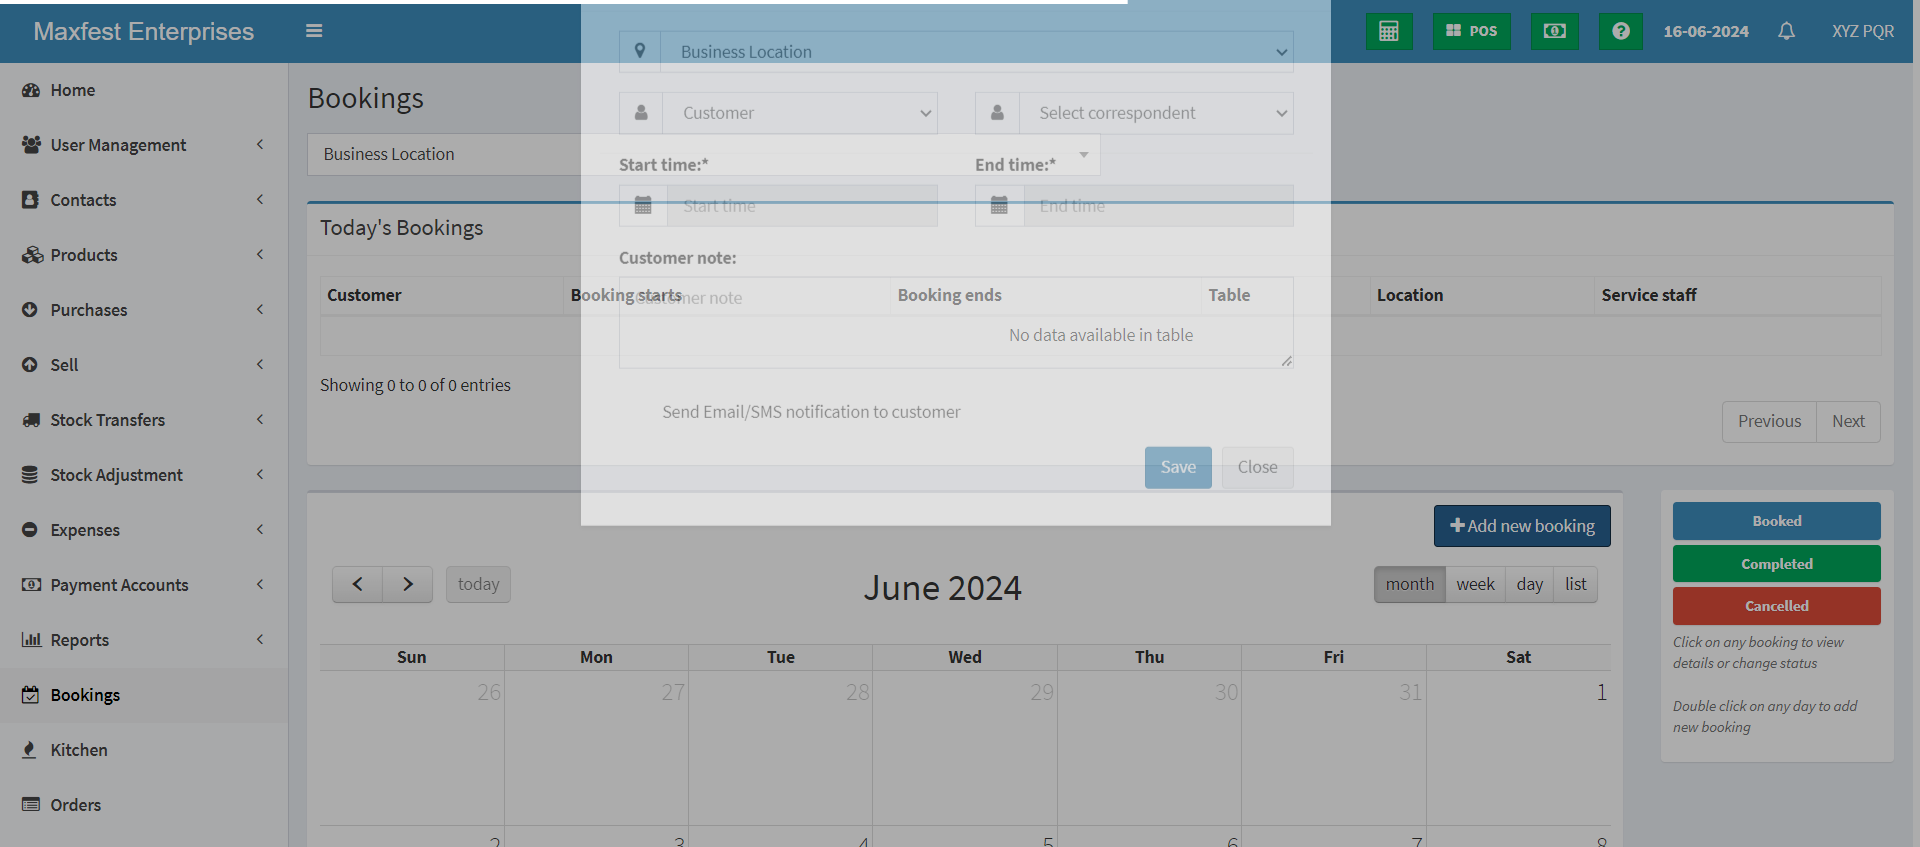 Maxfest Enterprises
POS
16-06-2024
XYZ PQR
Home
User Management
Contacts
Products
Purchases
Sell
Stock Transfers
Stock Adjustment
Expenses
Payment Accounts
Reports
Bookings
Kitchen
Orders
Bookings
Business Location
Today's Bookings
Customer Booking starts Booking ends Table Location Service staff
No data available in table
Showing 0 to 0 of 0 entries
Previous Next
Business Location
Customer Select correspondent
Start time:* End time:*
Start time End time
Customer note:
Customer note
Send Email/SMS notification to customer
Save Close
Add new booking
today June 2024 month week day list
Sun Mon Tue Wed Thu Fri Sat
26 27 28 29 30 31 1
2 3 4 5 6 7 8
Booked
Completed
Cancelled
Click on any booking to view
details or change status
Double click on any day to add
new booking